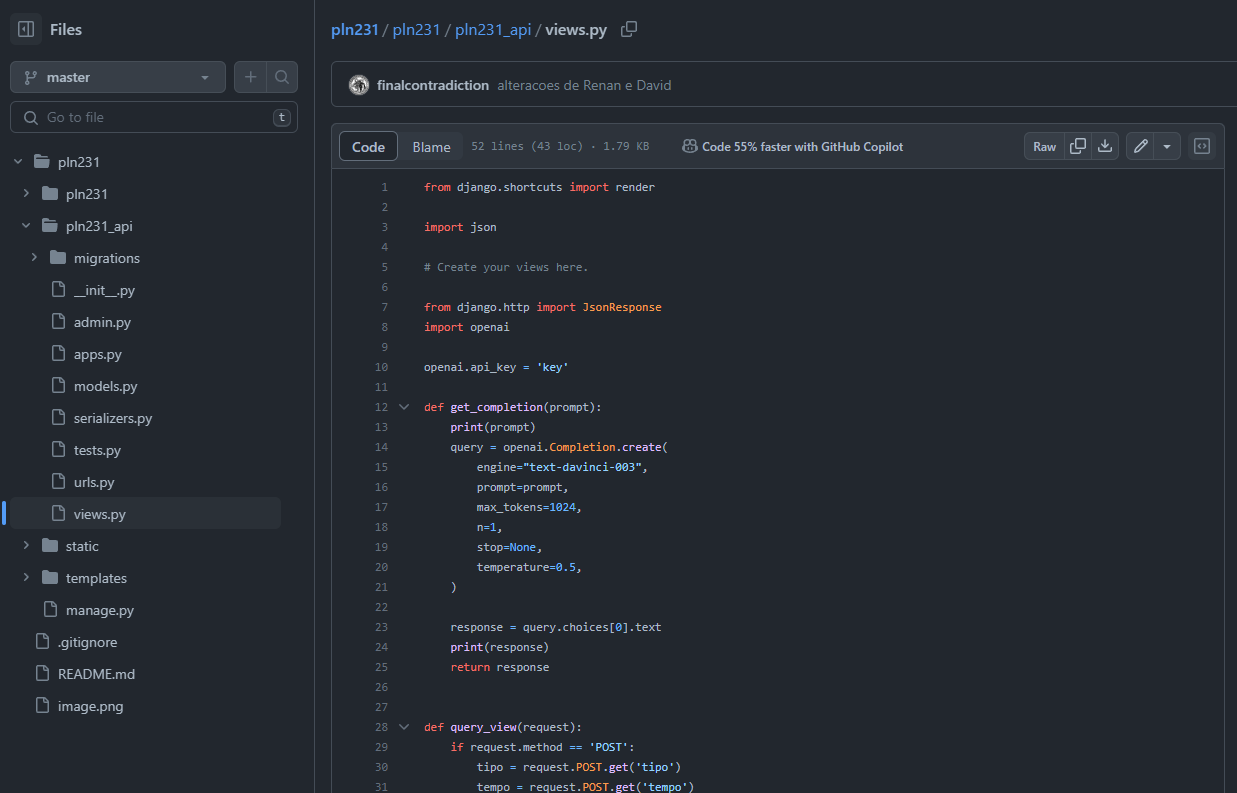 Files
master
Go to file
t
pln231
pln231
pln231_api
migrations
__init__.py
admin.py
apps.py
models.py
serializers.py
tests.py
urls.py
views.py
static
templates
manage.py
.gitignore
README.md
image.png
pln231 / pln231 / pln231_api / views.py
finalcontradiction alteracoes de Renan e David
Code Blame 52 lines (43 loc) · 1.79 KB Code 55% faster with GitHub Copilot Raw
1 from django.shortcuts import render
2
3 import json
4
5 # Create your views here.
6
7 from django.http import JsonResponse
8 import openai
9
10 openai.api_key = 'key'
11
12 def get_completion(prompt):
13 print(prompt)
14 query = openai.Completion.create(
15 engine="text-davinci-003",
16 prompt=prompt,
17 max_tokens=1024,
18 n=1,
19 stop=None,
20 temperature=0.5,
21 )
22
23 response = query.choices[0].text
24 print(response)
25 return response
26
27
28 def query_view(request):
29 if request.method == 'POST':
30 tipo = request.POST.get('tipo')
31 tempo = request.POST.get('tempo')